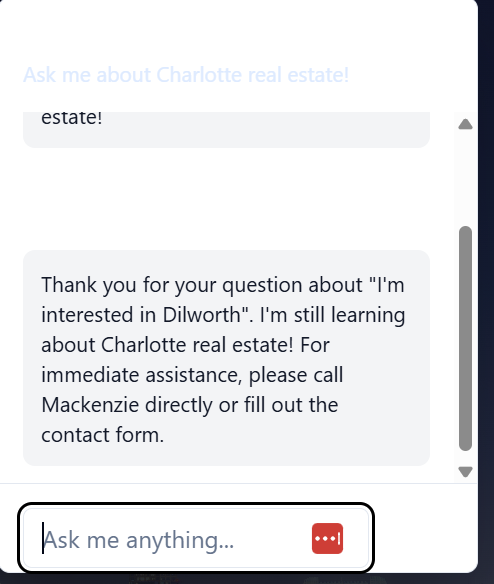 Ask me about Charlotte real estate!
estate!
Thank you for your question about "I'm
interested in Dilworth". I'm still learning
about Charlotte real estate! For
immediate assistance, please call
Mackenzie directly or fill out the
contact form.
Ask me anything...